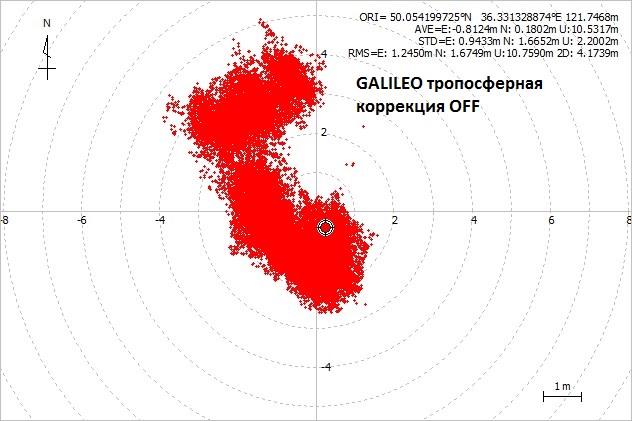 N
ORI= 50.054199725°N 36.331328874°E 121.7468m
AVE=E:-0.8124m N: 0.1802m U:10.5317m
STD=E: 0.9433m N: 1.6652m U: 2.2002m
RMS=E: 1.2450m N: 1.6749m U:10.7590m 2D: 4.1739m
4
GALILEO тропосферная
коррекция OFF
2
-8 -6 -4 2 4 6 8
-4
1 m